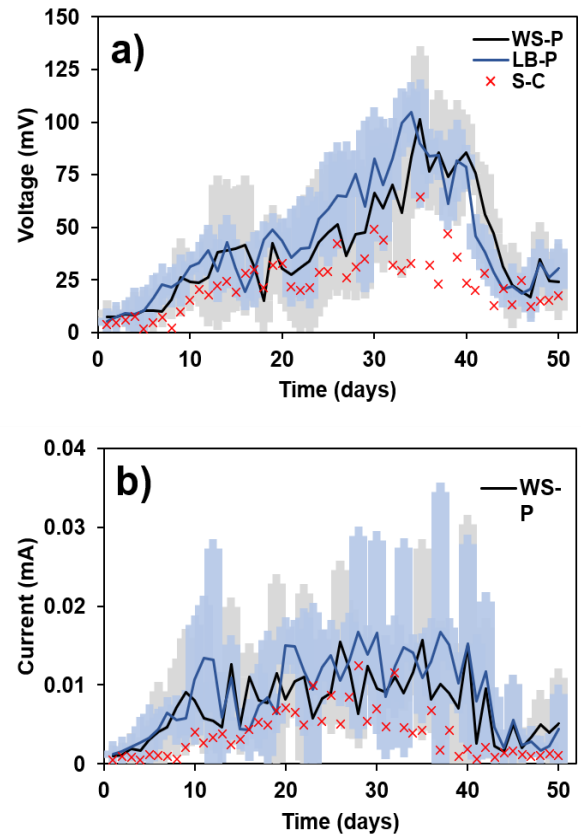 a)
WS-P
LB-P
S-C
Voltage (mV)
150
125
100
75
50
25
0
0 10 20 30 40 50
Time (days)
b)
WS-
P
Current (mA)
0.04
0.03
0.02
0.01
0
0 10 20 30 40 50
Time (days)